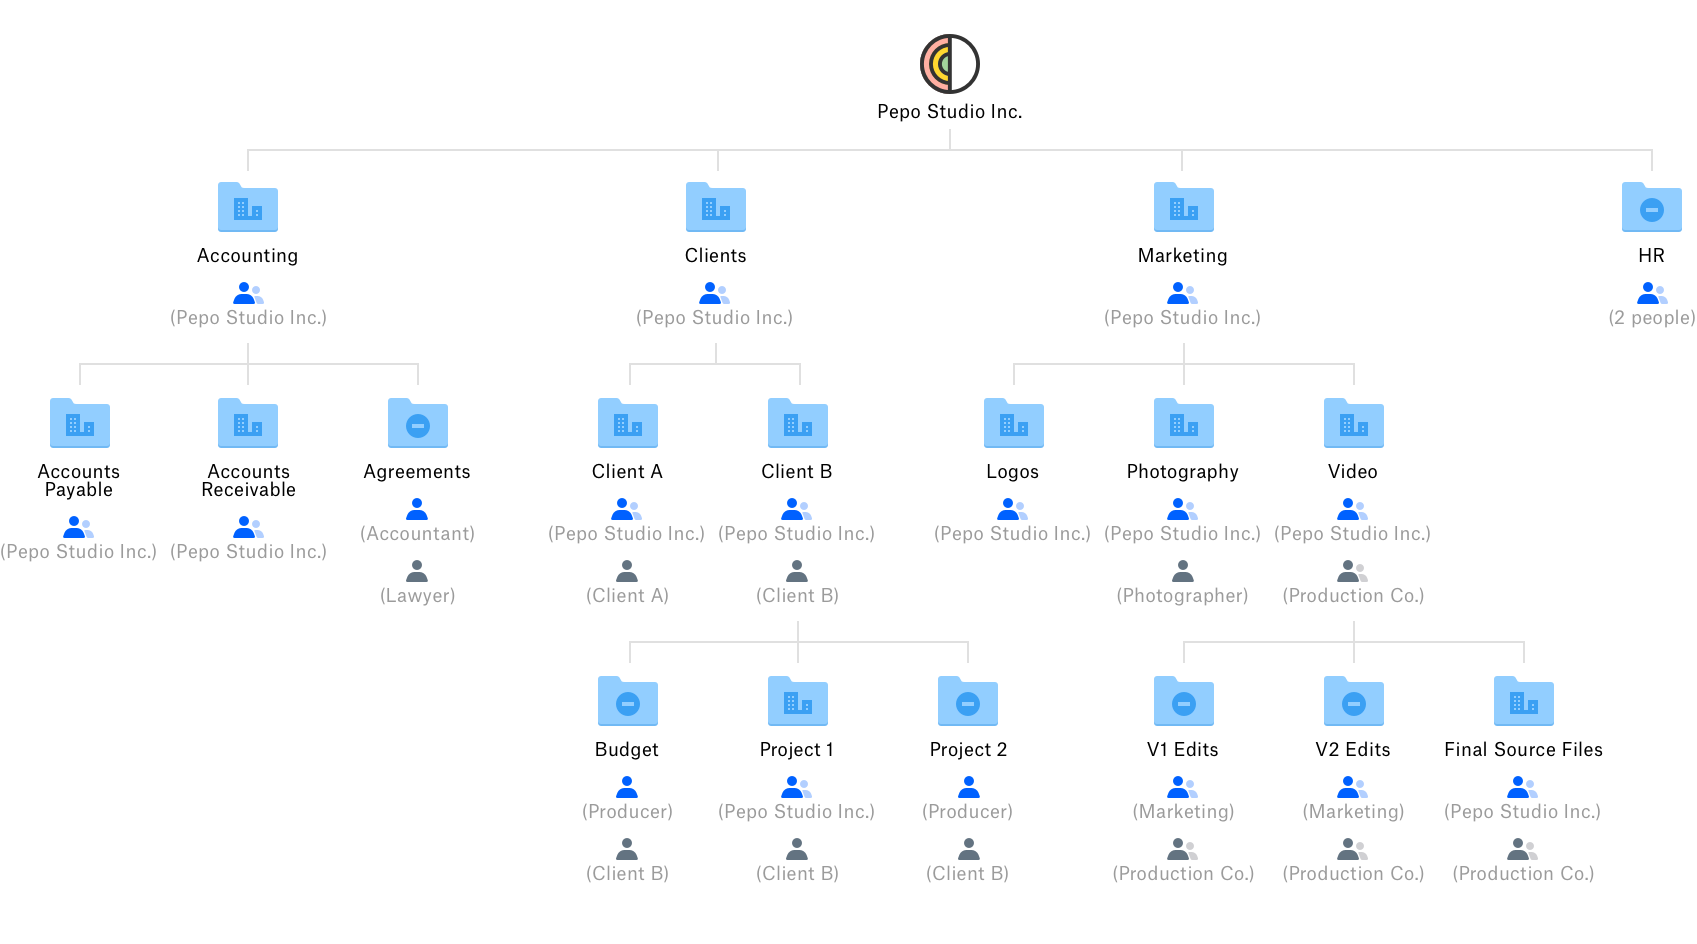 Pepo Studio Inc.
Accounting
Clients
Marketing
HR
(Pepo Studio Inc.)
(Pepo Studio Inc.)
(Pepo Studio Inc.)
(2 people)
Accounts
Payable
Accounts
Receivable
Agreements
Client A
Client B
Logos
Photography
Video
(Pepo Studio Inc.)
(Pepo Studio Inc.)
(Accountant)
(Pepo Studio Inc.)
(Pepo Studio Inc.)
(Pepo Studio Inc.)
(Pepo Studio Inc.)
(Pepo Studio Inc.)
(Lawyer)
(Client A)
(Client B)
(Photographer)
(Production Co.)
Budget
Project 1
Project 2
V1 Edits
V2 Edits
Final Source Files
(Producer)
(Pepo Studio Inc.)
(Producer)
(Marketing)
(Marketing)
(Pepo Studio Inc.)
(Client B)
(Client B)
(Client B)
(Production Co.)
(Production Co.)
(Production Co.)